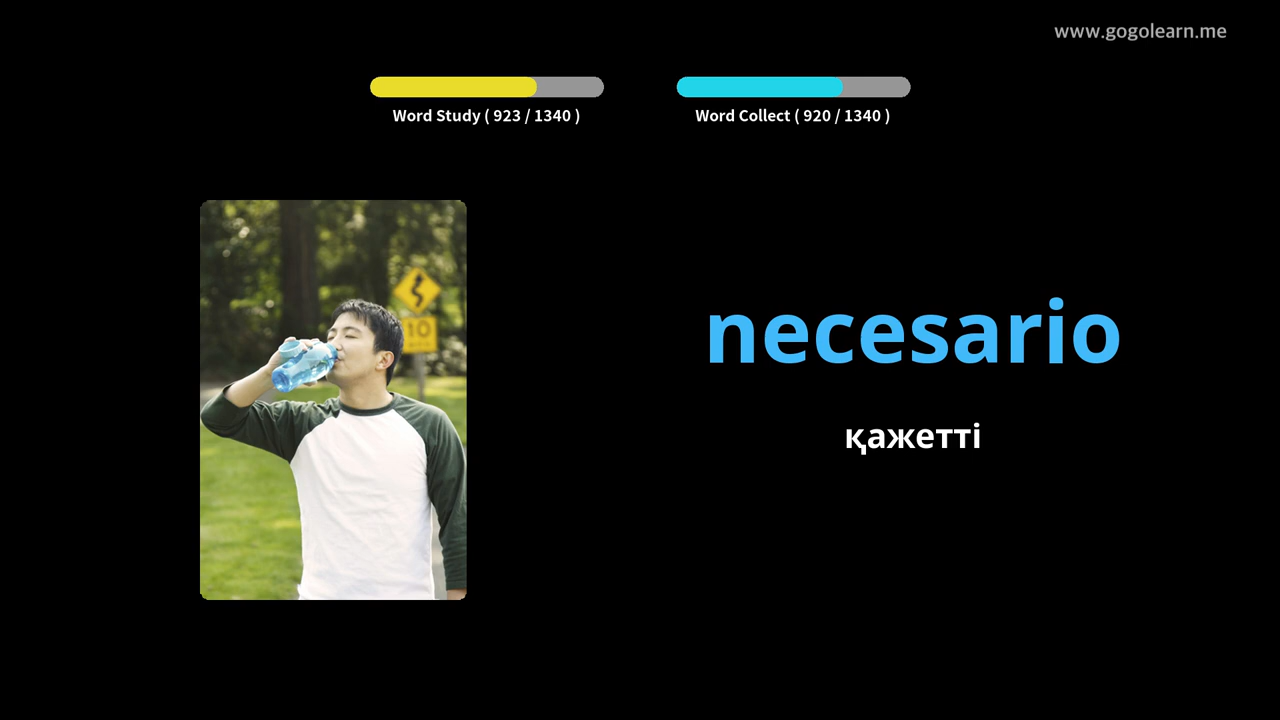 www.gogolearn.me
Word Study ( 923 / 1340 )
Word Collect ( 920 / 1340 )
10
necesario
қажетті